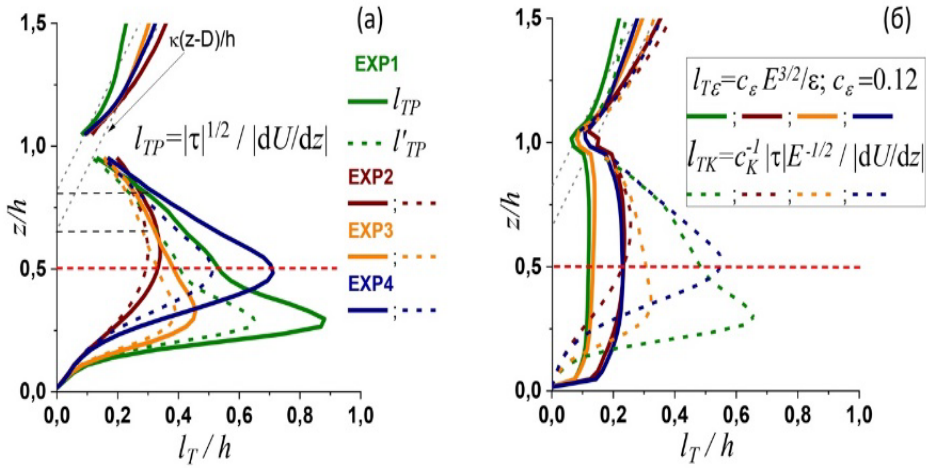 (а)
κ(z-D)/h
EXP1
l_TP
l'_TP
EXP2
EXP3
EXP4
l_TP=|τ|^1/2 / |dU/dz|
z/h
1,5
1,0
0,5
0,0
0,0 0,2 0,4 0,6 0,8 1,0
l_T / h
(б)
l_Tε=c_ε E^3/2/ε; c_ε=0.12
; ; ;
l_TK=c_K^-1 |τ|E^-1/2 / |dU/dz|
; ; ;
z/h
1,5
1,0
0,5
0,0
0,0 0,2 0,4 0,6 0,8 1,0
l_T / h